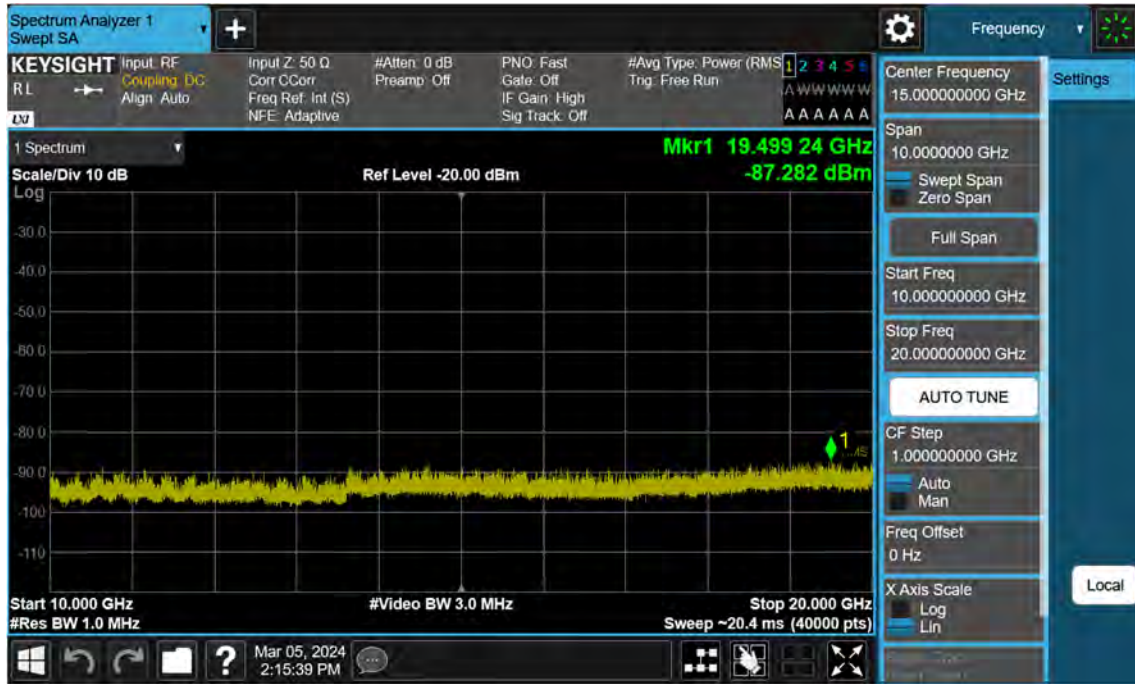 Spectrum Analyzer 1
Swept SA
Frequency
KEYSIGHT
R L
LXI
Input: RF
Coupling: DC
Align: Auto
Input Z: 50 Ω
Corr CCorr
Freq Ref: Int (S)
NFE: Adaptive
#Atten: 0 dB
Preamp: Off
PNO: Fast
Gate: Off
IF Gain: High
Sig Track: Off
#Avg Type: Power (RMS
Trig: Free Run
1 2 3 4 5 6
A W W W W W
A A A A A A
1 Spectrum
Mkr1 19.499 24 GHz
Scale/Div 10 dB
Ref Level -20.00 dBm
-87.282 dBm
Log
-30.0
-40.0
-50.0
-60.0
-70.0
-80.0
1
-90.0
-100
-110
Start 10.000 GHz
#Video BW 3.0 MHz
Stop 20.000 GHz
#Res BW 1.0 MHz
Sweep ~20.4 ms (40000 pts)
Mar 05, 2024
2:15:39 PM
Center Frequency
15.000000000 GHz
Settings
Span
10.0000000 GHz
Swept Span
Zero Span
Full Span
Start Freq
10.000000000 GHz
Stop Freq
20.000000000 GHz
AUTO TUNE
CF Step
1.000000000 GHz
Auto
Man
Freq Offset
0 Hz
X Axis Scale
Log
Lin
Local